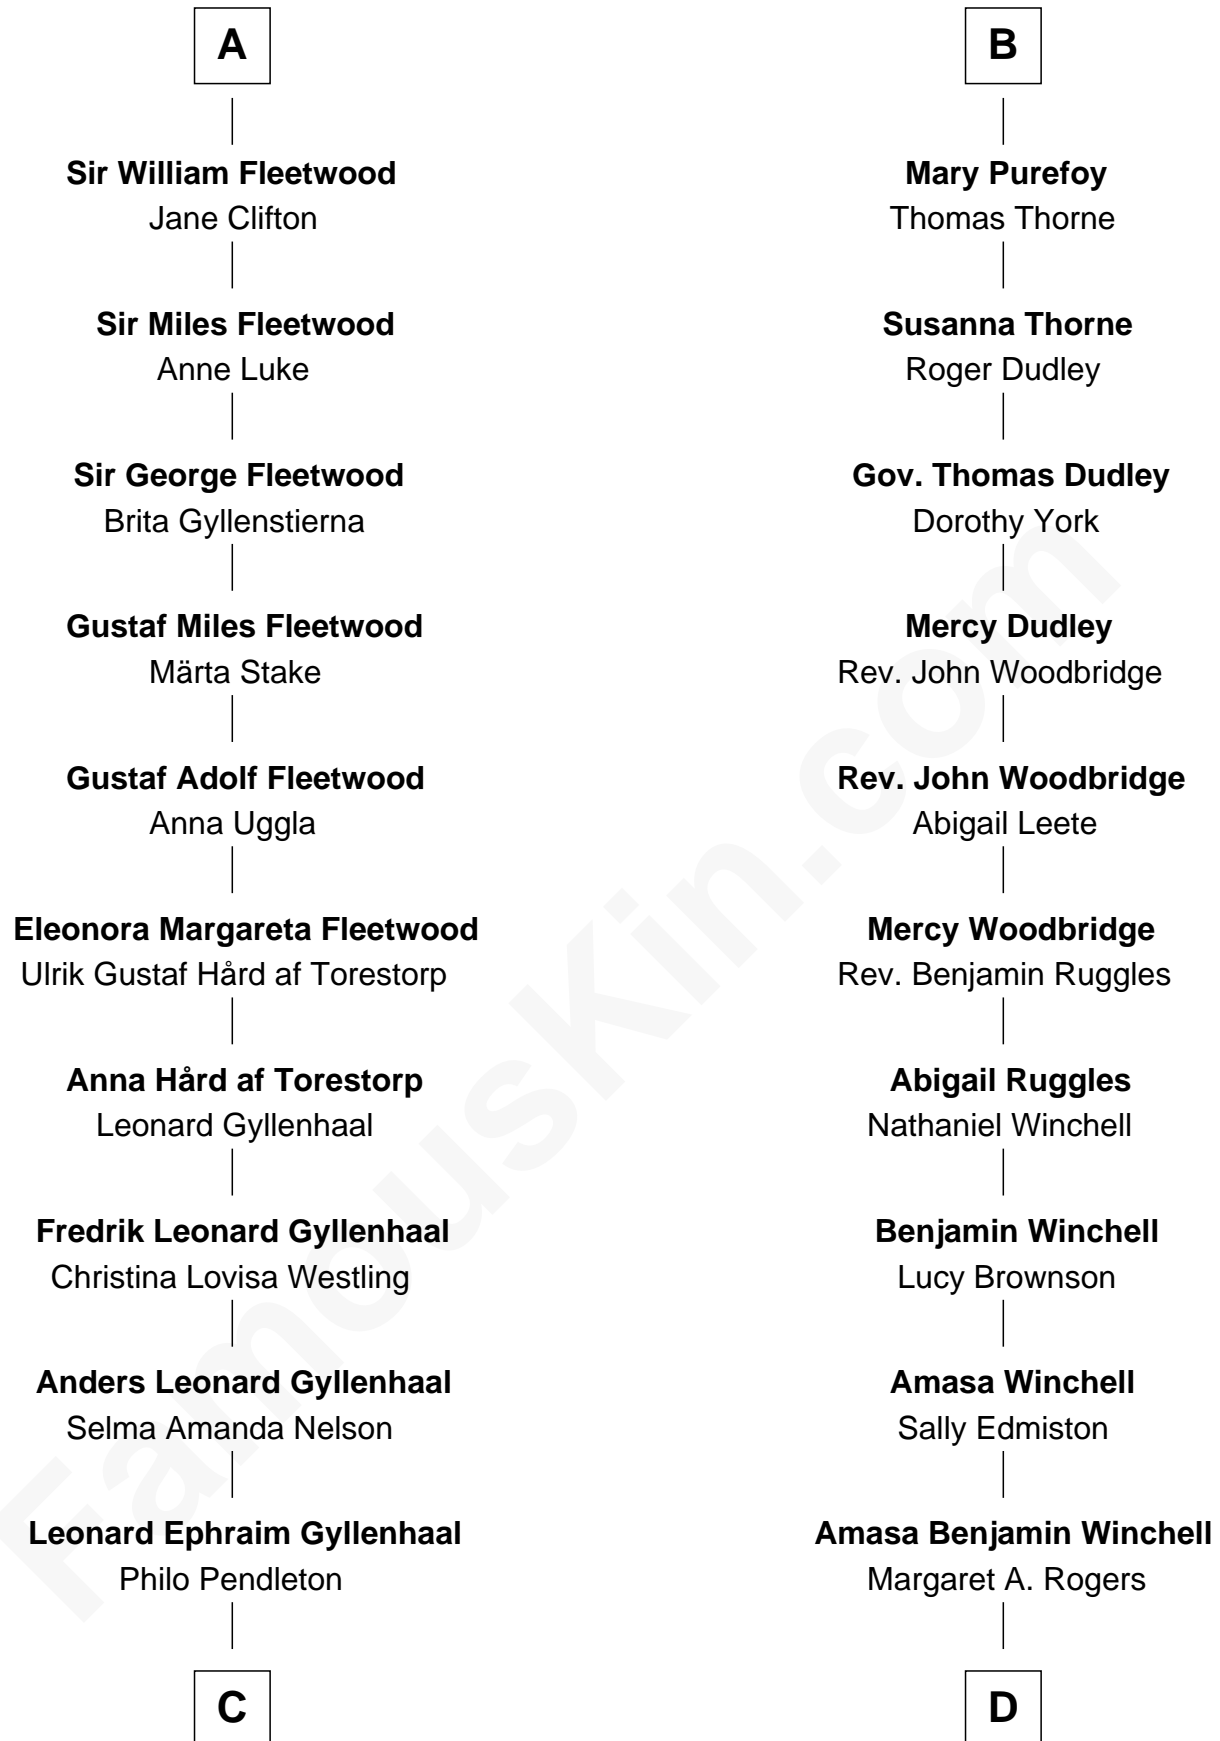 A
Sir William Fleetwood
Jane Clifton
Sir Miles Fleetwood
Anne Luke
Sir George Fleetwood
Brita Gyllenstierna
Gustaf Miles Fleetwood
Märta Stake
Gustaf Adolf Fleetwood
Anna Uggla
Eleonora Margareta Fleetwood
Ulrik Gustaf Hård af Torestorp
Anna Hård af Torestorp
Leonard Gyllenhaal
Fredrik Leonard Gyllenhaal
Christina Lovisa Westling
Anders Leonard Gyllenhaal
Selma Amanda Nelson
Leonard Ephraim Gyllenhaal
Philo Pendleton
C
B
Mary Purefoy
Thomas Thorne
Susanna Thorne
Roger Dudley
Gov. Thomas Dudley
Dorothy York
Mercy Dudley
Rev. John Woodbridge
Rev. John Woodbridge
Abigail Leete
Mercy Woodbridge
Rev. Benjamin Ruggles
Abigail Ruggles
Nathaniel Winchell
Benjamin Winchell
Lucy Brownson
Amasa Winchell
Sally Edmiston
Amasa Benjamin Winchell
Margaret A. Rogers
D
FamousKin.com